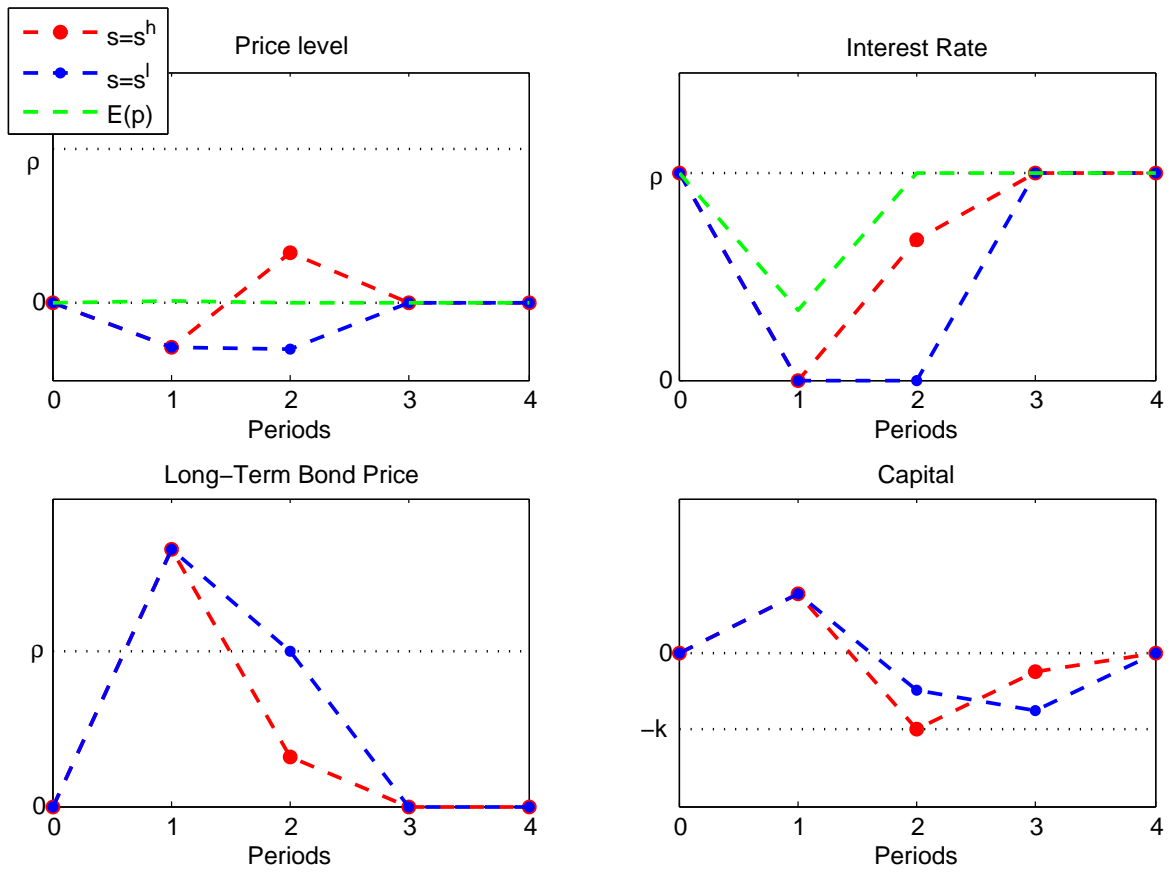 s=s^h
s=s^l
E(p)
Price level
ρ
0
0 1 2 3 4
Periods
Interest Rate
ρ
0
0 1 2 3 4
Periods
Long−Term Bond Price
ρ
0
0 1 2 3 4
Periods
Capital
0
−k
0 1 2 3 4
Periods